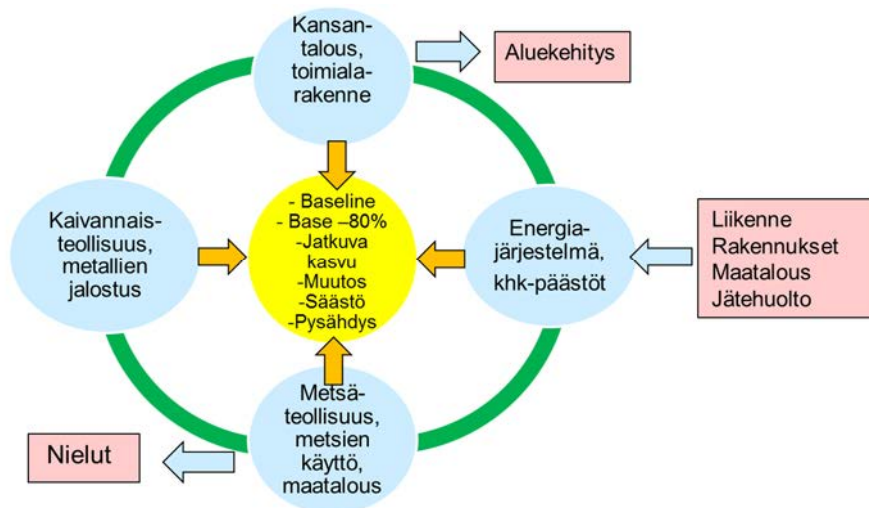 Kansan-
talous,
toimiala-
rakenne
Aluekehitys
Kaivannais-
teollisuus,
metallien
jalostus
- Baseline
- Base –80%
-Jatkuva
kasvu
-Muutos
-Säästö
-Pysähdys
Energia-
järjestelmä,
khk-päästöt
Liikenne
Rakennukset
Maatalous
Jätehuolto
Metsä-
teollisuus,
metsien
käyttö,
maatalous
Nielut